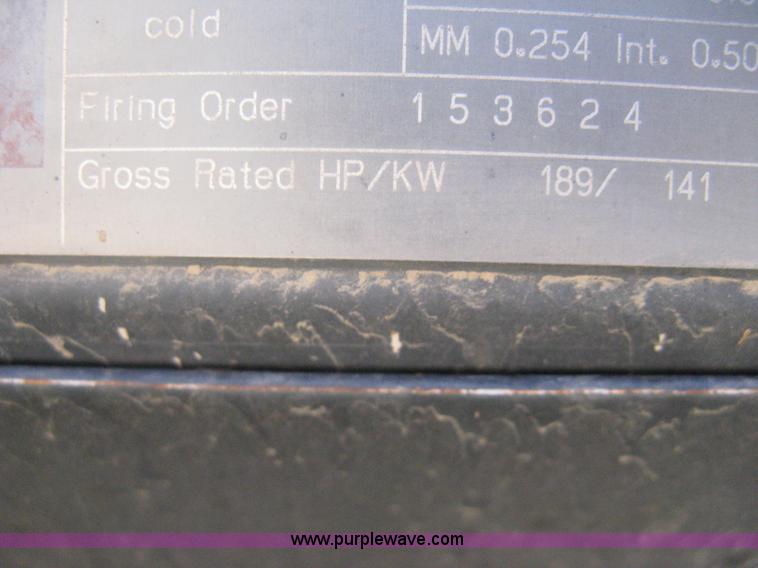 cold
MM 0.254 Int. 0.50
Firing Order 1 5 3 6 2 4
Gross Rated HP/KW 189/ 141
www.purplewave.com